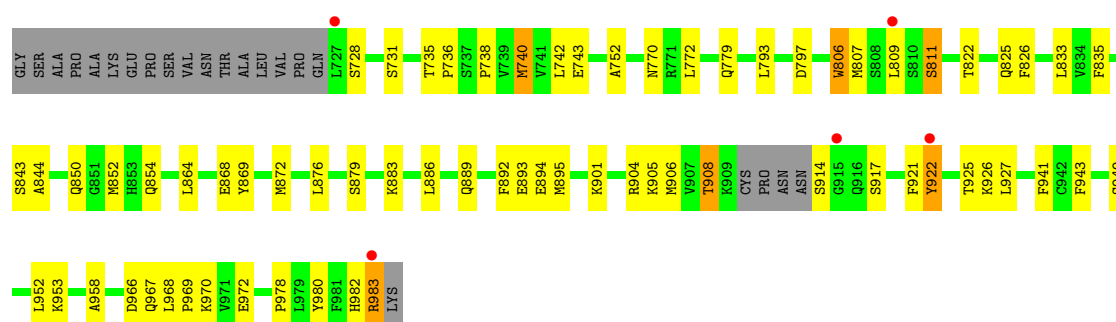 GLY SER ALA PRO ALA LYS GLU PRO SER VAL ASN THR ALA LEU VAL PRO GLN L727 S728 S731 T735 P736 S737 P738 V739 M740 V741 L742 E743 A752 N770 R771 L772 Q779 L793 D797 W806 M807 S808 L809 S810 S811 T822 Q825 F826 L833 V834 F835
S843 A844 Q850 G851 M852 H853 Q854 L864 E868 Y869 M872 L876 S879 K883 L886 Q889 F892 E893 E894 M895 K901 R904 K905 M906 V907 T908 K909 CYS PRO ASN ASN S914 G915 Q916 S917 F921 Y922 T925 K926 L927 F941 C942 F943
L952 K953 A958 D966 Q967 L968 P969 K970 V971 E972 P978 L979 Y980 F981 H982 R983 LYS